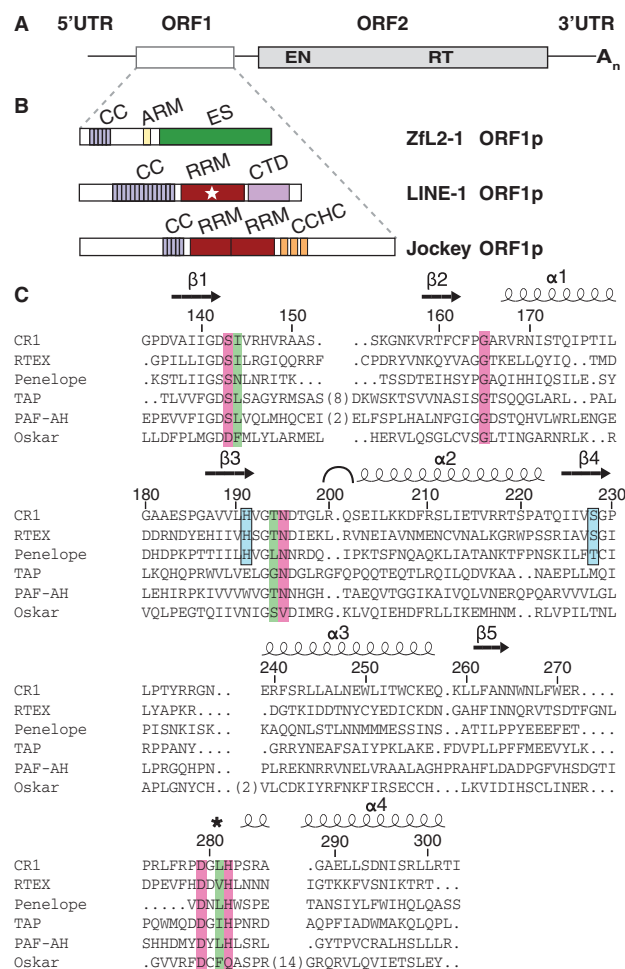 A 5'UTR ORF1 ORF2 3'UTR
EN RT An
B
CC ARM ES
ZfL2-1 ORF1p
CC RRM CTD
LINE-1 ORF1p
CC RRM RRM CCHC
Jockey ORF1p
C β1 β2 α1
140 150 160 170
CR1 GPDVAIIGDSIVRHVRAAS. ..SKGNKVRTFCFPGARVRNISTQIPTIL
RTEX GPILLIGDSILRGIQQRRF ..CPDRYVNKQYVAGGTKELLQYIQ.TMD
Penelope .KSTLIIGSSNLNRITK... ...TSSDTEIHSYPGAQIHHIQSILE.SY
TAP .TLVVFGDSLSAGYRMSAS(8)DKWSKTSVVNASISGTSQQGLARLL.PAL
PAF-AH EPEVVFIGDSLVQLMHQCEI(2)ELFSPLHALNFGIGGDSTQHVLWRLENGE
Oskar LLDFPLMGDDFMLYLARMEL ..HERVLQSGLCVSGLTINGARNRLK..R
β3 α2 β4
180 190 200 210 220 230
CR1 GAAESPGAVVLHVGTNDTGLR.QSEILKKDFRSLIETVRRTSPATQIIVSGP
RTEX DDRNDYEHIIVHSGTNDIEKL.RVNEIAVNMENCVNALKGRWPSSRIAVSGI
Penelope DHDPKPTTIILHVGLNNRDQ..IPKTSFNQAQKLIATANKTFPNSKILFTCI
TAP LKQHQPRWVLVELGGNDGLRGFQPQQTEQTLRQILQDVKAA..NAEPLLMQI
PAF-AH LEHIRPKIVVVWVGTNNHGH..TAEQVTGGIKAIVQLVNERQPQARVVVLGL
Oskar VQLPEGTQIIVNIGSVDIMRG.KLVQIEHDFRLLIKEMHNM.RLVPILTNL
α3 β5
240 250 260 270
CR1 LPTYRRGN.. ERFSRLLALNEWLITWCKEQ.KLLFANNWNLFWER....
RTEX LYAPKR.... .DGTKIDDTNYCYEDICKDN.GAHFINNQRVTSDTFGNL
Penelope PISNKISK.. KAQQNLSTLNNMMMESSINS.ATILPPYEEEFET.....
TAP RPPANY.... .GRRYNEAFSAIYPKLAKE.FDVPLLPFFMEEVYLK....
PAF-AH LPRGQHPN.. PLREKNRRVNELVRAALAGHPRAHFLDADPGFVHSDGTI
Oskar APLGNYCH.(2)VLCDKIYRFNKFIRSECCH..LKVIDIHSCLINER...
* α4
280 290 300
CR1 PRLFRPDGLHPSRA .GAELLSDNISRLLRTI
RTEX DPEVFHDDVHLNNN IGTKKFVSNIKTRT...
Penelope .....VDNLHWSPE TANSIYLFWIHQLQASS
TAP PQWMQDDGIHPNRD AQPFIADWMAKQLQPL.
PAF-AH SHHDMYDYLHLSRL .GYTPVCRALHSLLLR.
Oskar .GVVRFDCFQASPR(14)GRQRVLQVIETSLEY.